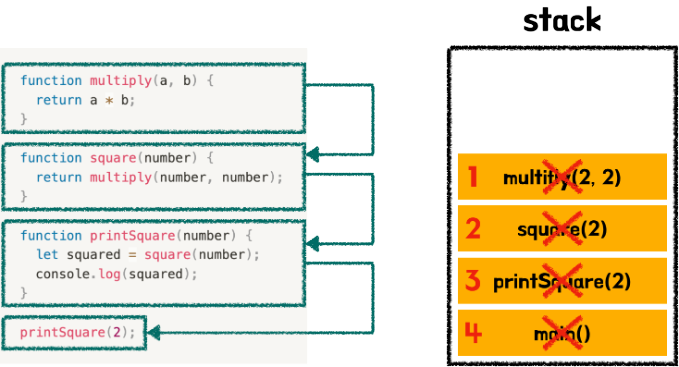 stack
function multiply(a, b) {
return a * b;
}
function square(number) {
return multiply(number, number);
}
function printSquare(number) {
let squared = square(number);
console.log(squared);
}
printSquare(2);
1 multiply(2, 2)
2 square(2)
3 printSquare(2)
4 main()